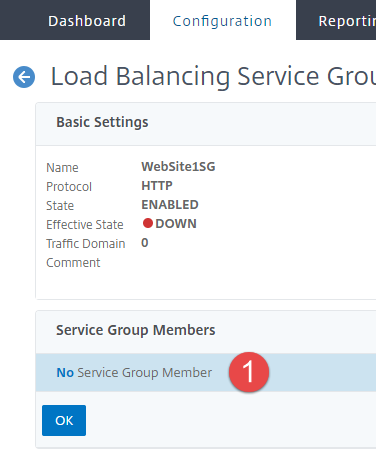 Dashboard Configuration Reporti
Load Balancing Service Grou
Basic Settings
Name WebSite1SG
Protocol HTTP
State ENABLED
Effective State DOWN
Traffic Domain 0
Comment
Service Group Members
No Service Group Member 1
OK